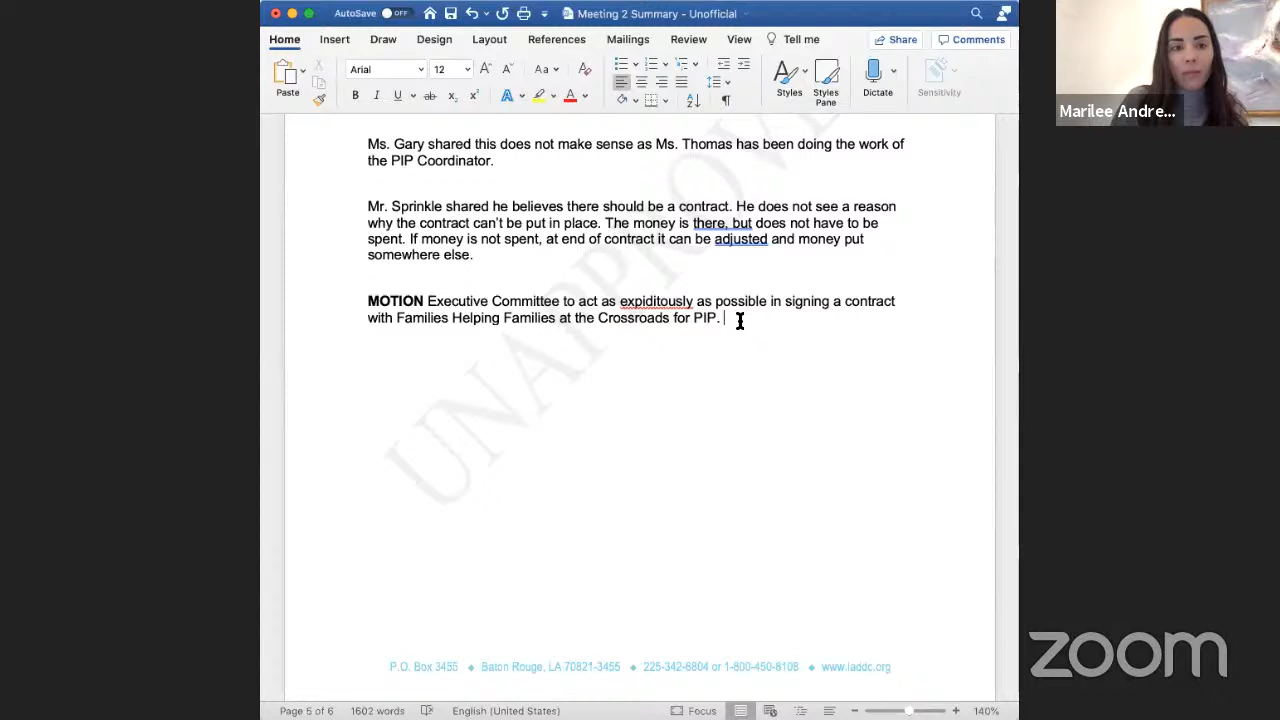 AutoSave OFF Meeting 2 Summary - Unofficial
Home Insert Draw Design Layout References Mailings Review View Tell me Share Comments
Paste Arial 12 Styles Styles Pane Dictate Sensitivity
Marilee Andre...
Ms. Gary shared this does not make sense as Ms. Thomas has been doing the work of
the PIP Coordinator.
Mr. Sprinkle shared he believes there should be a contract. He does not see a reason
why the contract can't be put in place. The money is there, but does not have to be
spent. If money is not spent, at end of contract it can be adjusted and money put
somewhere else.
MOTION Executive Committee to act as expiditously as possible in signing a contract
with Families Helping Families at the Crossroads for PIP.
UNAPPROVE
P.O. Box 3455 ◆ Baton Rouge, LA 70821-3455 ◆ 225-342-6804 or 1-800-450-8108 ◆ www.laddc.org
zoom
Page 5 of 6 1602 words English (United States) Focus 140%